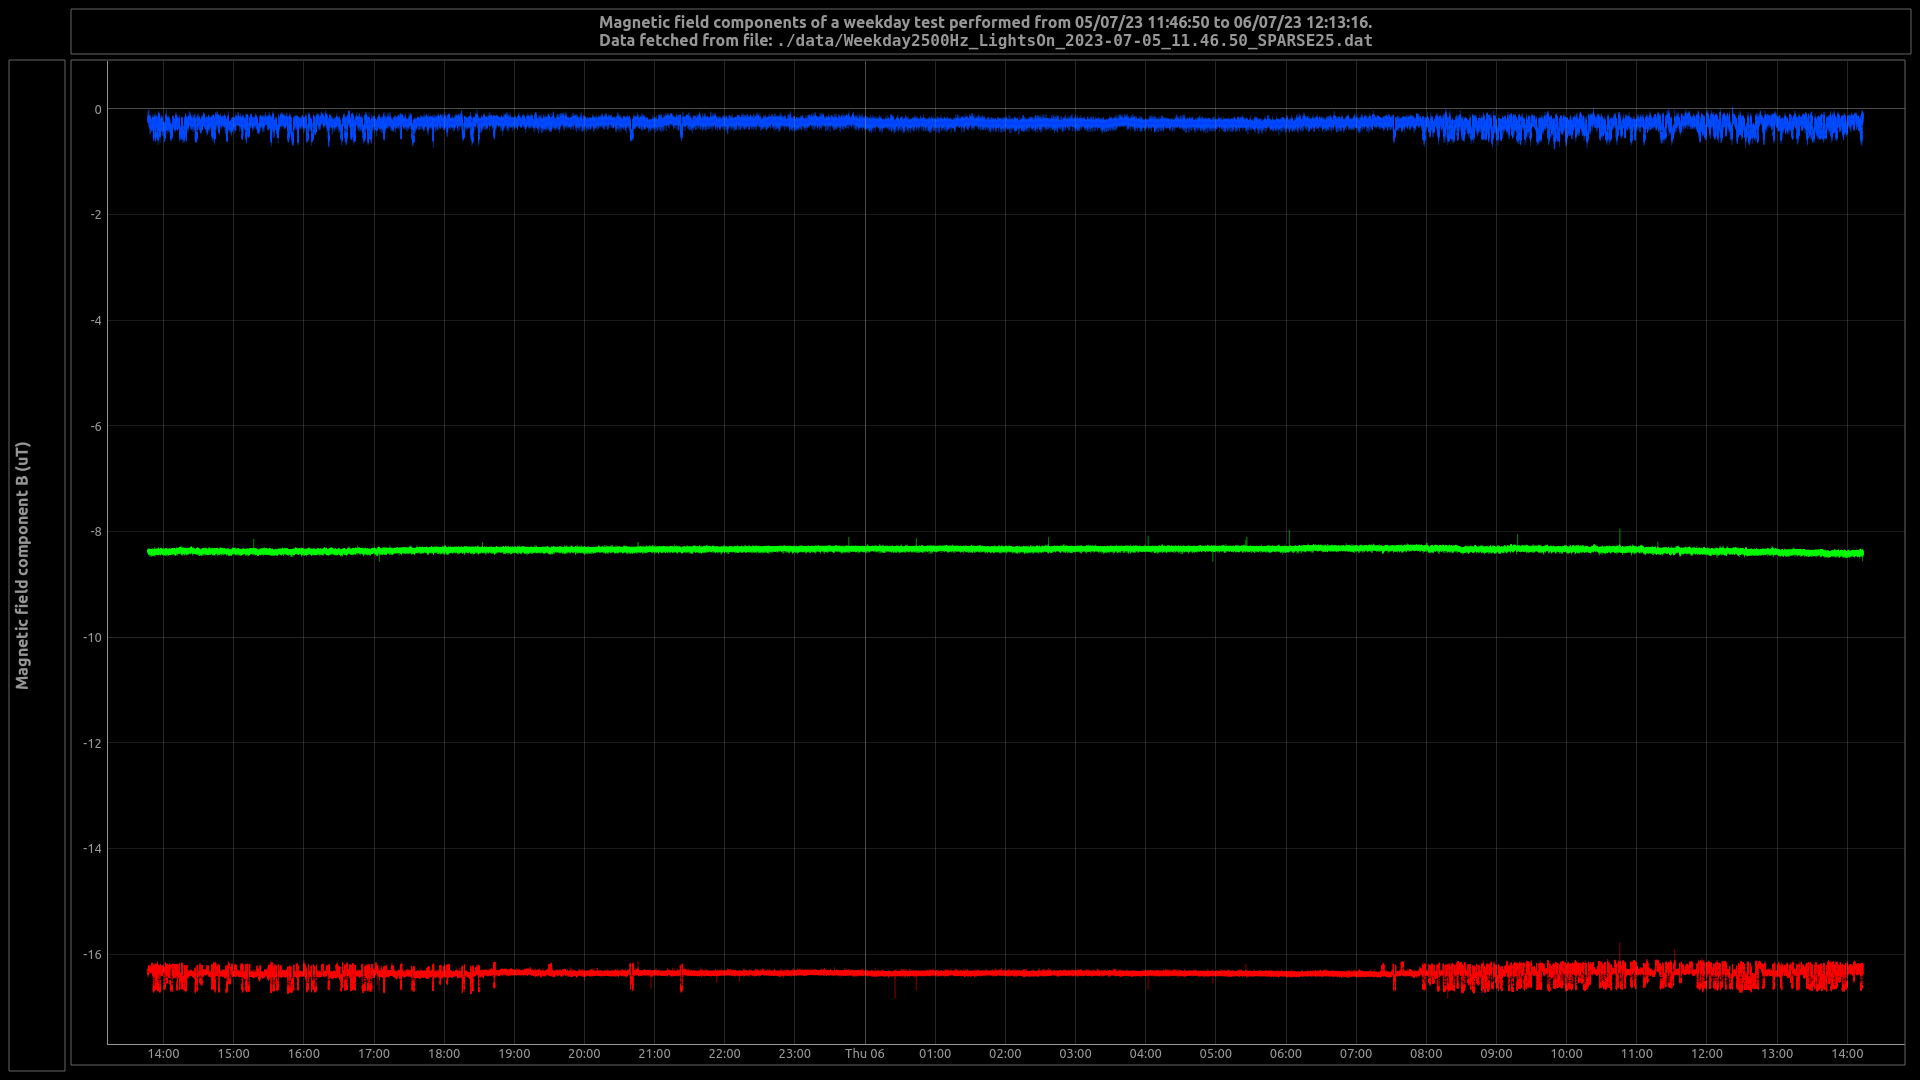 Magnetic field components of a weekday test performed from 05/07/23 11:46:50 to 06/07/23 12:13:16.
Data fetched from file: ./data/Weekday2500Hz_LightsOn_2023-07-05_11.46.50_SPARSE25.dat
Magnetic field component B (uT)
0
-2
-4
-6
-8
-10
-12
-14
-16
14:00 15:00 16:00 17:00 18:00 19:00 20:00 21:00 22:00 23:00 Thu 06 01:00 02:00 03:00 04:00 05:00 06:00 07:00 08:00 09:00 10:00 11:00 12:00 13:00 14:00